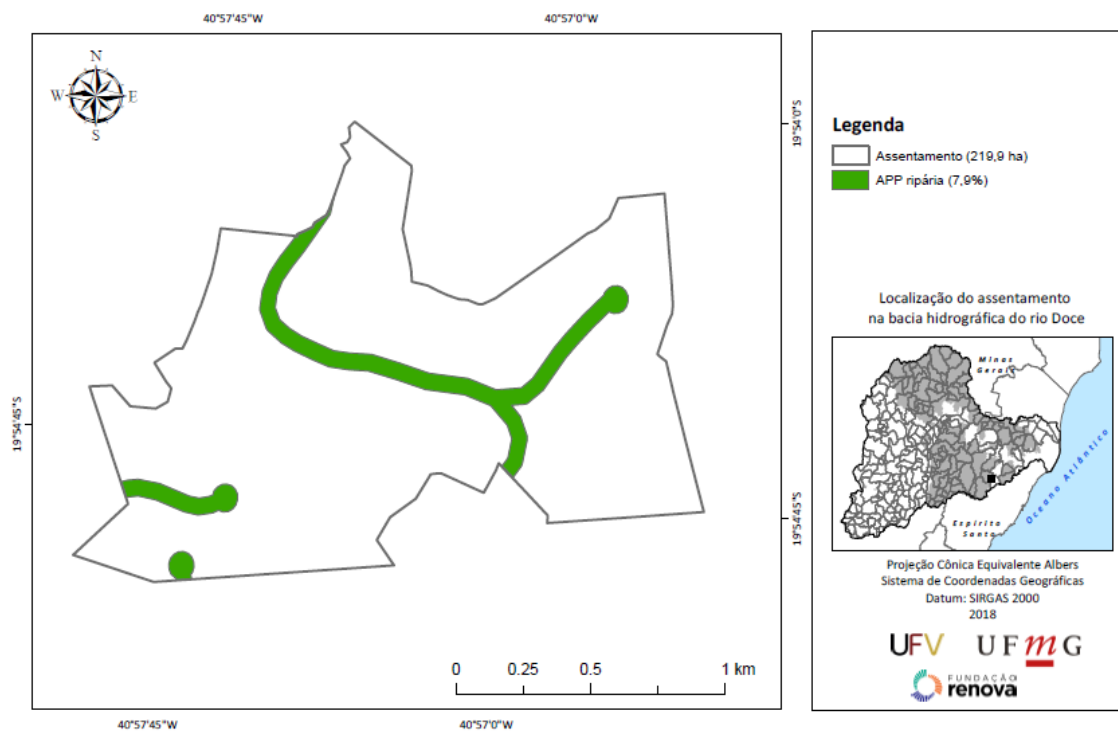 40°57'45"W
40°57'0"W
N
W
E
S
19°54'0"S
19°54'45"S
19°54'45"S
0
0.25
0.5
1 km
40°57'45"W
40°57'0"W
Legenda
Assentamento (219,9 ha)
APP ripária (7,9%)
Localização do assentamento
na bacia hidrográfica do rio Doce
Minas
Gerais
Oceano Atlântico
Espírito
Santo
Projeção Cônica Equivalente Albers
Sistema de Coordenadas Geográficas
Datum: SIRGAS 2000
2018
UFV
UFmG
FUNDAÇÃO
renova